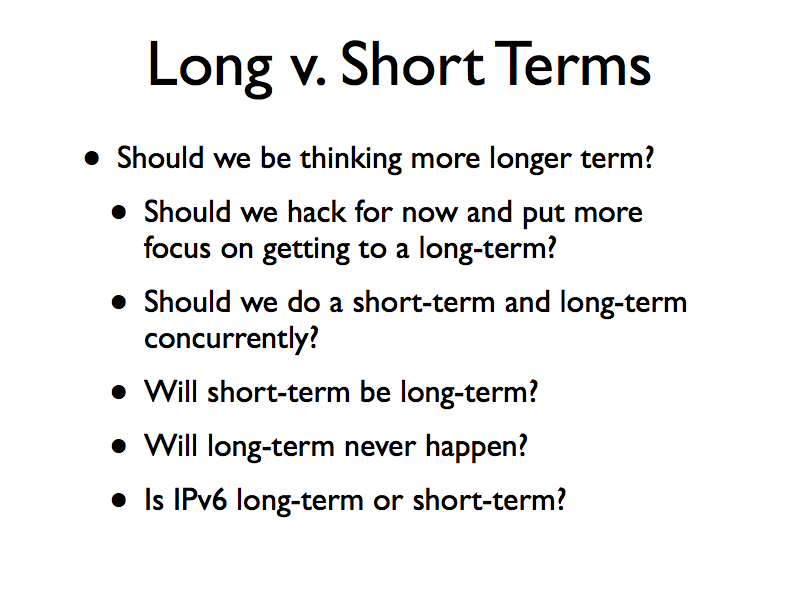 Long v. Short Terms
• Should we be thinking more longer term?
• Should we hack for now and put more
focus on getting to a long-term?
• Should we do a short-term and long-term
concurrently?
• Will short-term be long-term?
• Will long-term never happen?
• Is IPv6 long-term or short-term?